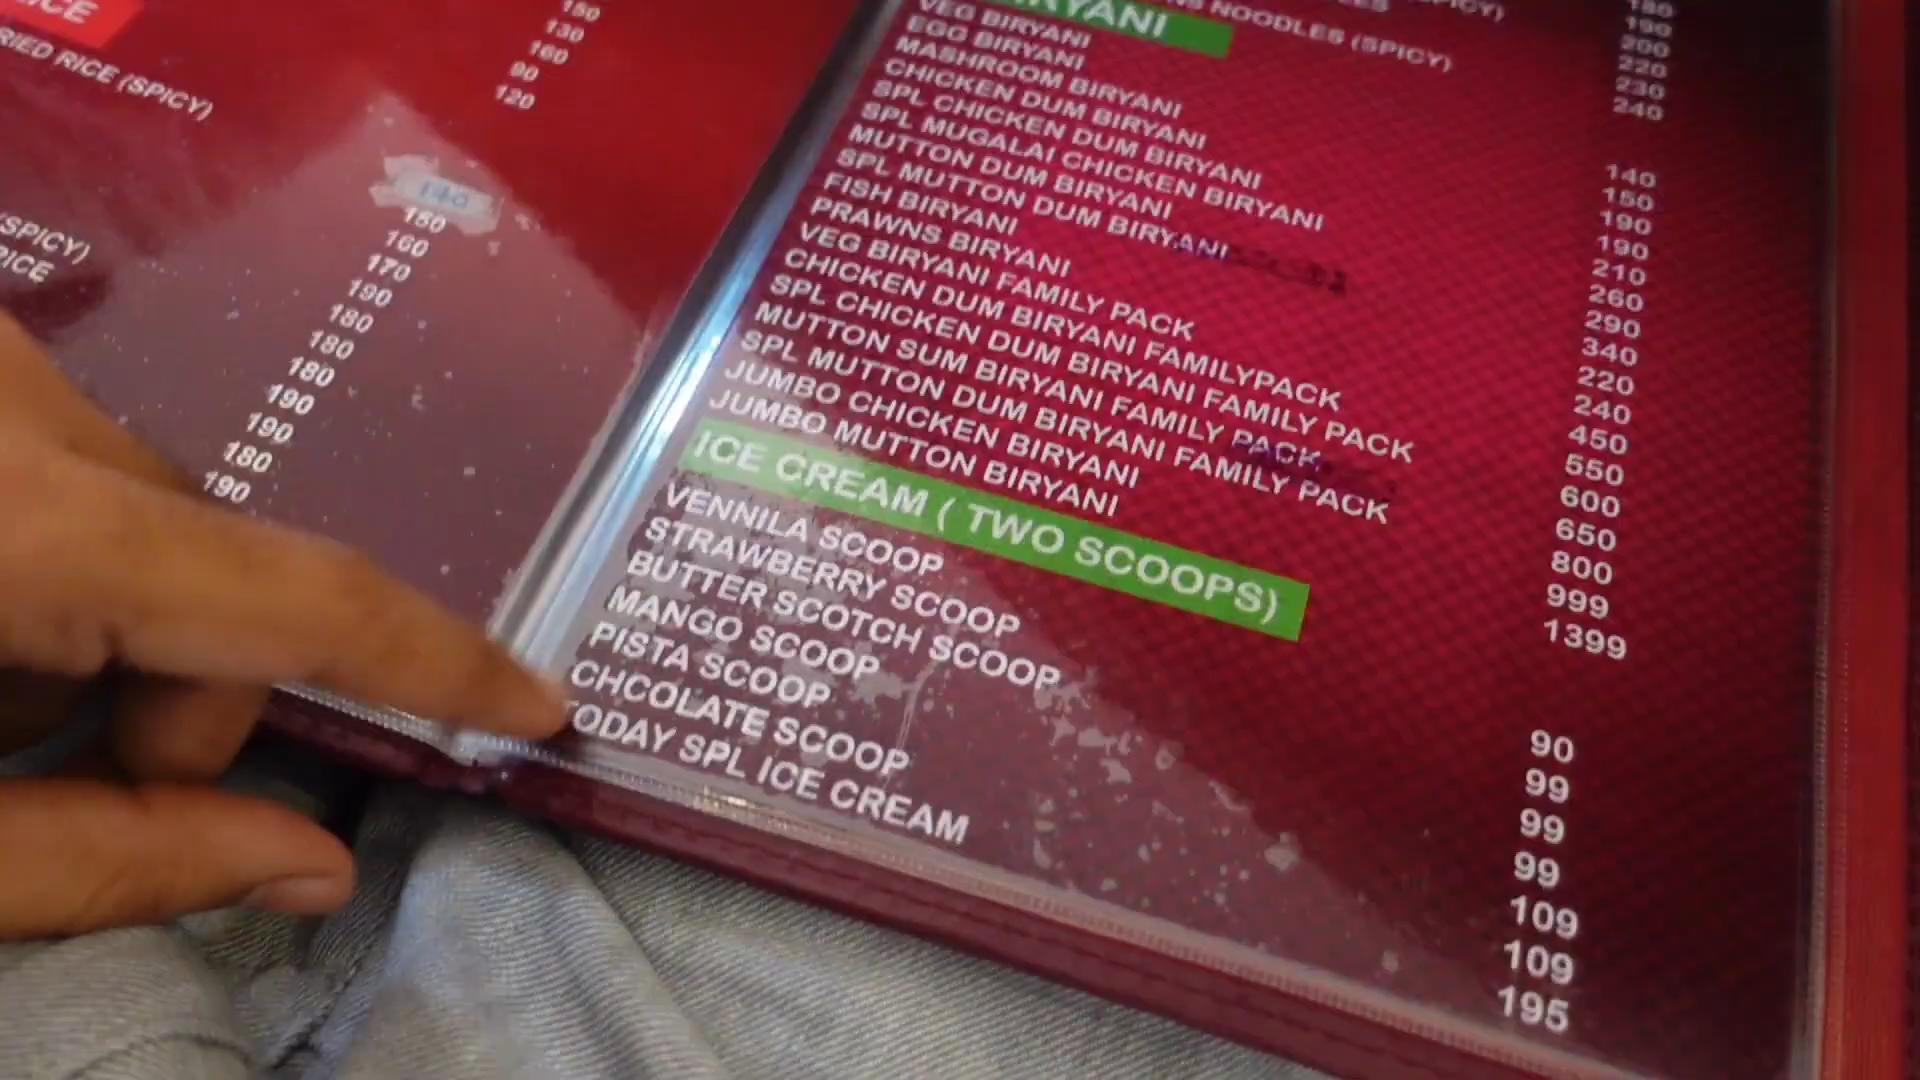 RICE
FRIED RICE (SPICY)
150
130
160
90
120
140
150
160
170
190
180
180
180
190
190
180
190
(SPICY)
RICE
NOODLES (SPICY)
180
190
200
220
230
240
BIRYANI
VEG BIRYANI 140
EGG BIRYANI 150
MASHROOM BIRYANI 190
CHICKEN DUM BIRYANI 190
SPL CHICKEN DUM BIRYANI 210
SPL MUGALAI CHICKEN BIRYANI 260
MUTTON DUM BIRYANI 290
SPL MUTTON DUM BIRYANI 340
FISH BIRYANI 220
PRAWNS BIRYANI 240
VEG BIRYANI FAMILY PACK 450
CHICKEN DUM BIRYANI FAMILYPACK 550
SPL CHICKEN DUM BIRYANI FAMILY PACK 600
MUTTON SUM BIRYANI FAMILY PACK 650
SPL MUTTON DUM BIRYANI FAMILY PACK 800
JUMBO CHICKEN BIRYANI 999
JUMBO MUTTON BIRYANI 1399
ICE CREAM ( TWO SCOOPS)
VENNILA SCOOP 90
STRAWBERRY SCOOP 99
BUTTER SCOTCH SCOOP 99
MANGO SCOOP 99
PISTA SCOOP 109
CHCOLATE SCOOP 109
TODAY SPL ICE CREAM 195